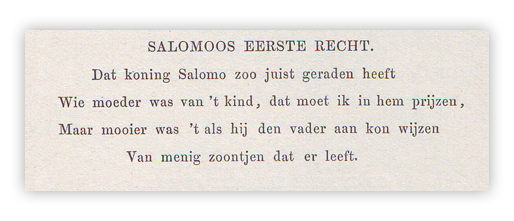 SALOMOOS EERSTE RECHT.
Dat koning Salomo zoo juist geraden heeft
Wie moeder was van 't kind, dat moet ik in hem prijzen,
Maar mooier was 't als hij den vader aan kon wijzen
Van menig zoontjen dat er leeft.